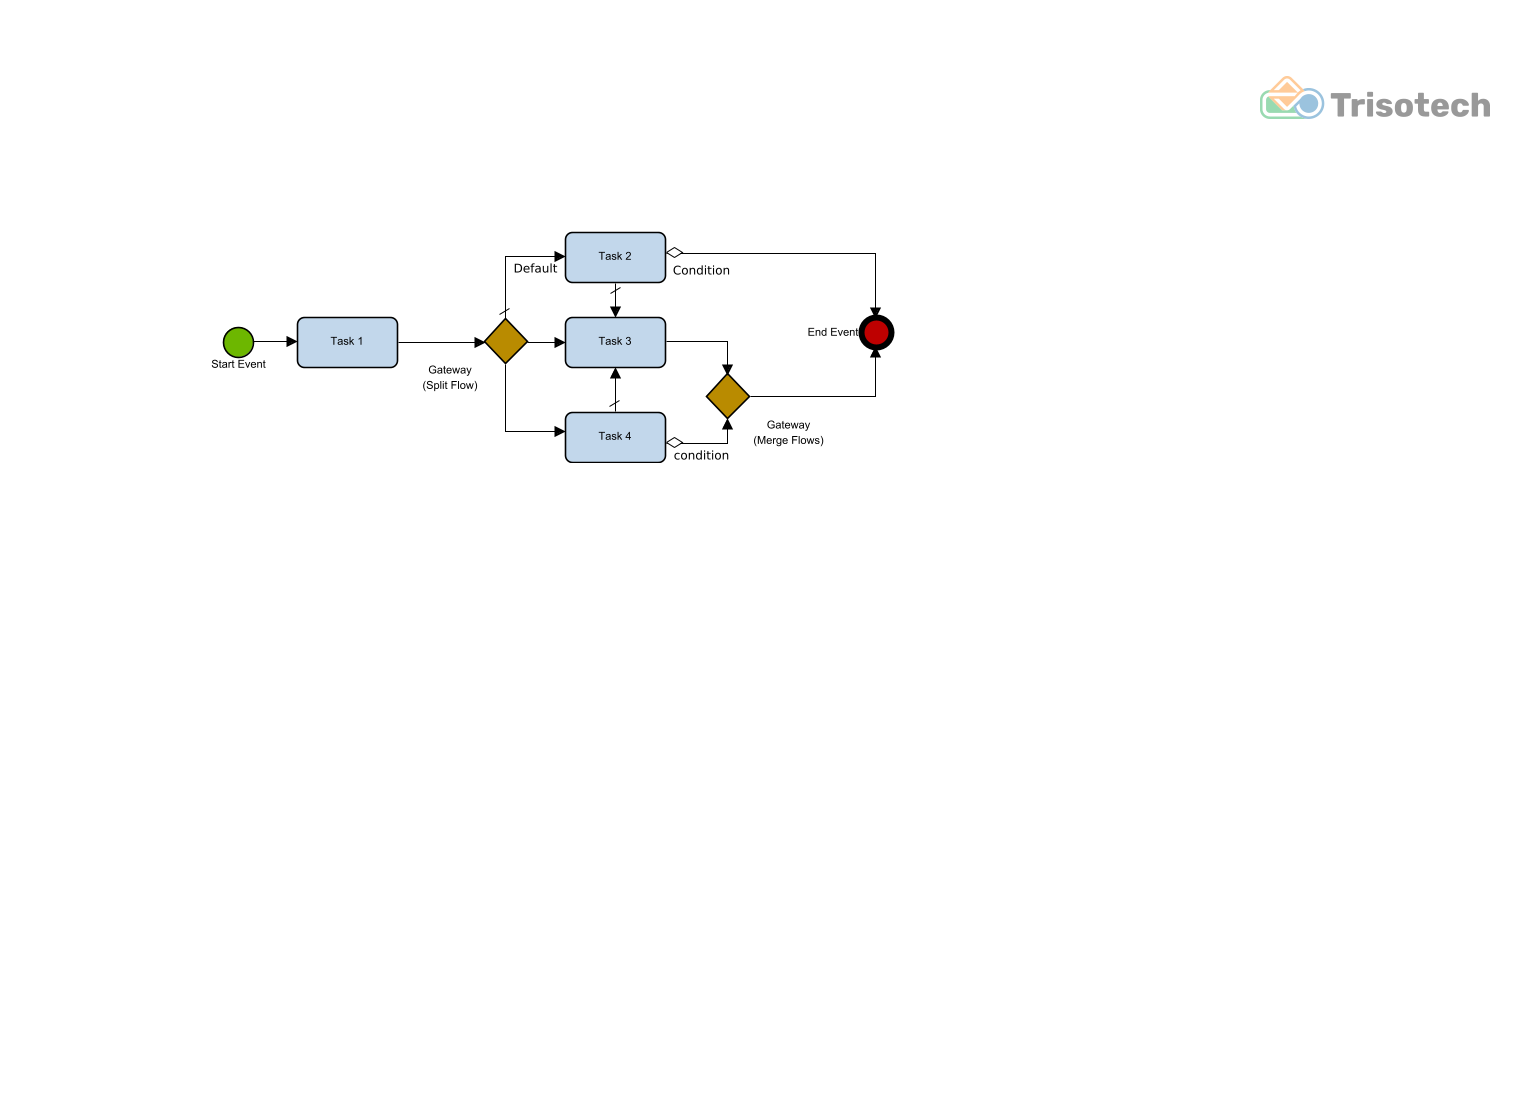 Trisotech
Task 2
Default
Condition
Task 1
Task 3
End Event
Start Event
Gateway
(Split Flow)
Task 4
condition
Gateway
(Merge Flows)